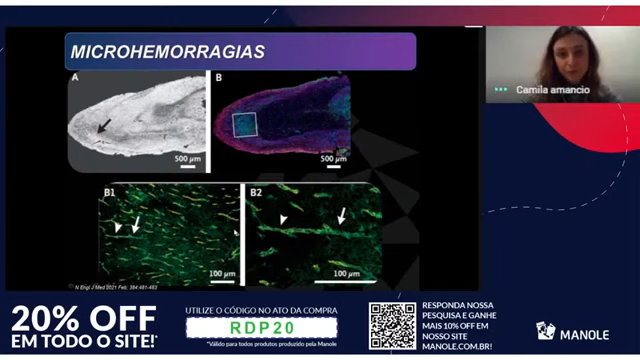 MICROHEMORRAGIAS
A
B
500 µm
500 µm
B1
B2
100 µm
100 µm
N Engl J Med 2021 Feb; 384:481-483
Camila amancio
20% OFF
EM TODO O SITE!*
UTILIZE O CÓDIGO NO ATO DA COMPRA
RDP20
*Válido para todos produtos produzido pela Manole
RESPONDA NOSSA
PESQUISA E GANHE
MAIS 10% OFF EM
NOSSO SITE
MANOLE.COM.BR!
MANOLE